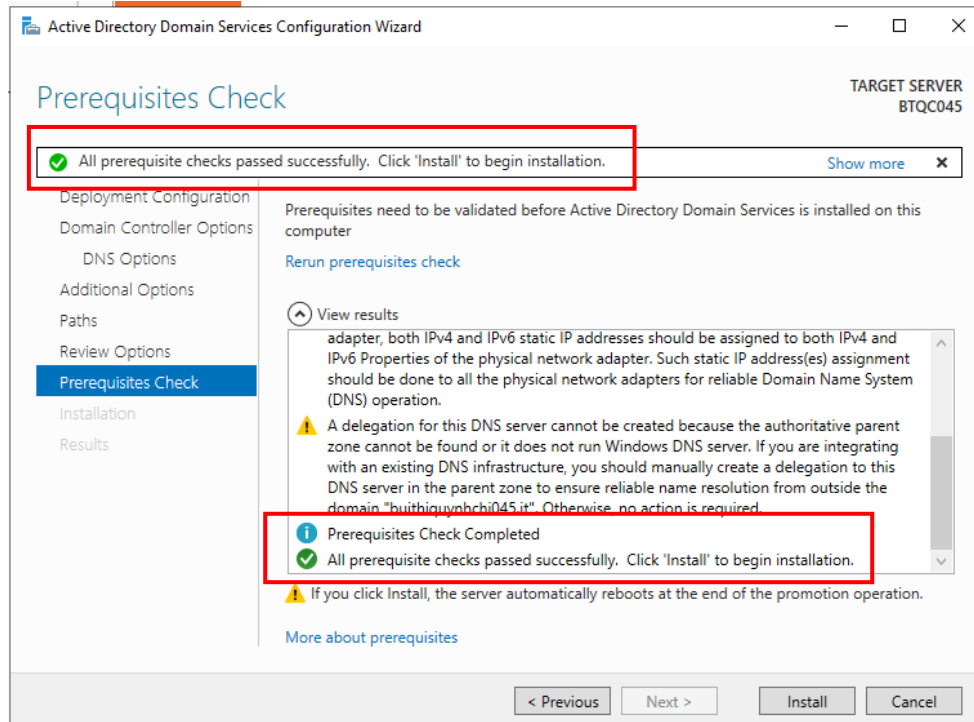 Active Directory Domain Services Configuration Wizard
Prerequisites Check
TARGET SERVER
BTQC045
All prerequisite checks passed successfully.  Click 'Install' to begin installation.
Show more
Deployment Configuration
Domain Controller Options
DNS Options
Additional Options
Paths
Review Options
Prerequisites Check
Installation
Results
Prerequisites need to be validated before Active Directory Domain Services is installed on this
computer
Rerun prerequisites check
View results
adapter, both IPv4 and IPv6 static IP addresses should be assigned to both IPv4 and
IPv6 Properties of the physical network adapter. Such static IP address(es) assignment
should be done to all the physical network adapters for reliable Domain Name System
(DNS) operation.
A delegation for this DNS server cannot be created because the authoritative parent
zone cannot be found or it does not run Windows DNS server. If you are integrating
with an existing DNS infrastructure, you should manually create a delegation to this
DNS server in the parent zone to ensure reliable name resolution from outside the
domain "buithiquynhchi045.it". Otherwise, no action is required.
Prerequisites Check Completed
All prerequisite checks passed successfully.  Click 'Install' to begin installation.
If you click Install, the server automatically reboots at the end of the promotion operation.
More about prerequisites
< Previous
Next >
Install
Cancel